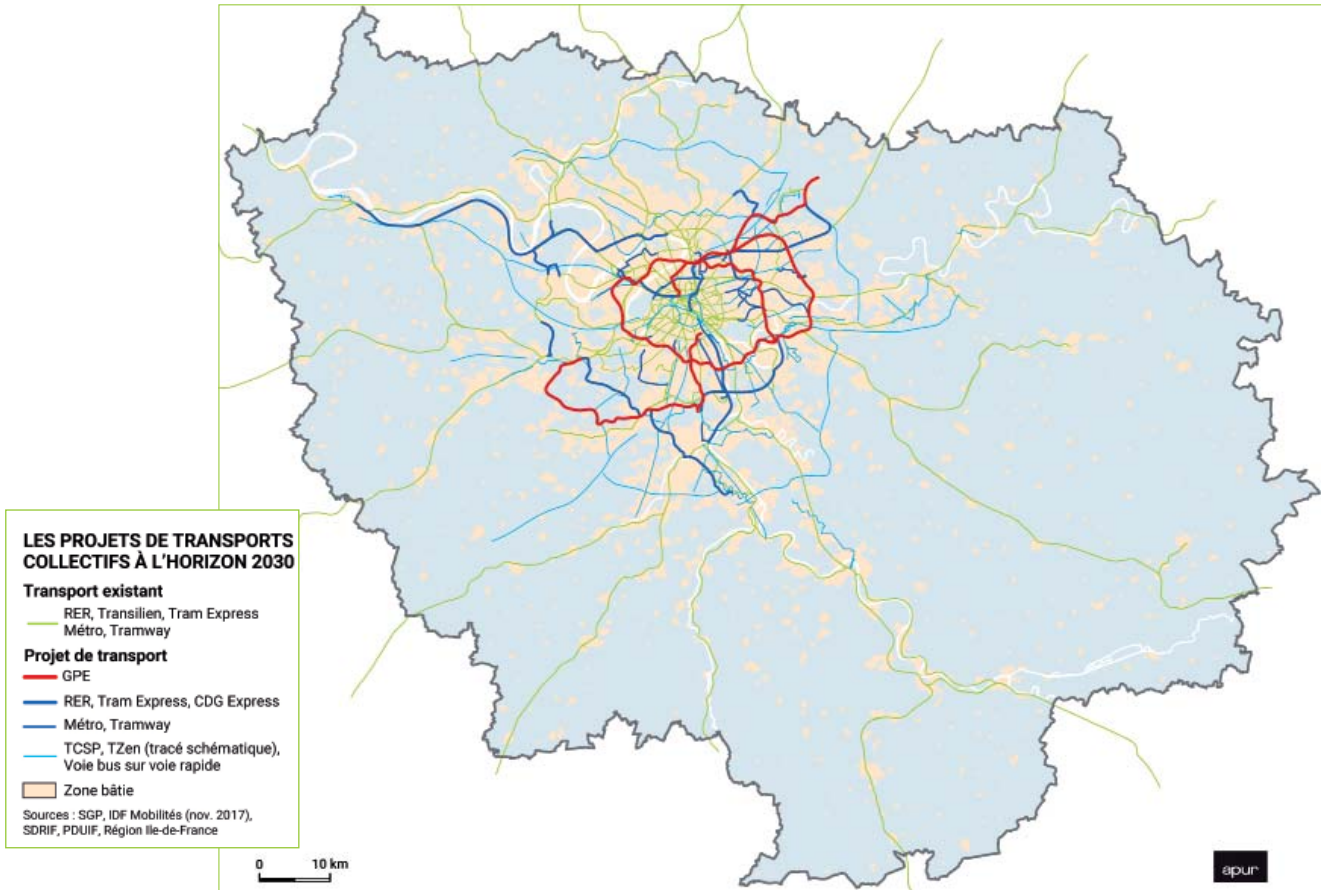 LES PROJETS DE TRANSPORTS
COLLECTIFS À L'HORIZON 2030
Transport existant
RER, Transilien, Tram Express
Métro, Tramway
Projet de transport
GPE
RER, Tram Express, CDG Express
Métro, Tramway
TCSP, TZen (tracé schématique),
Voie bus sur voie rapide
Zone bâtie
Sources : SGP, IDF Mobilités (nov. 2017),
SDRIF, PDUIF, Région Ile-de-France
0 10 km
apur